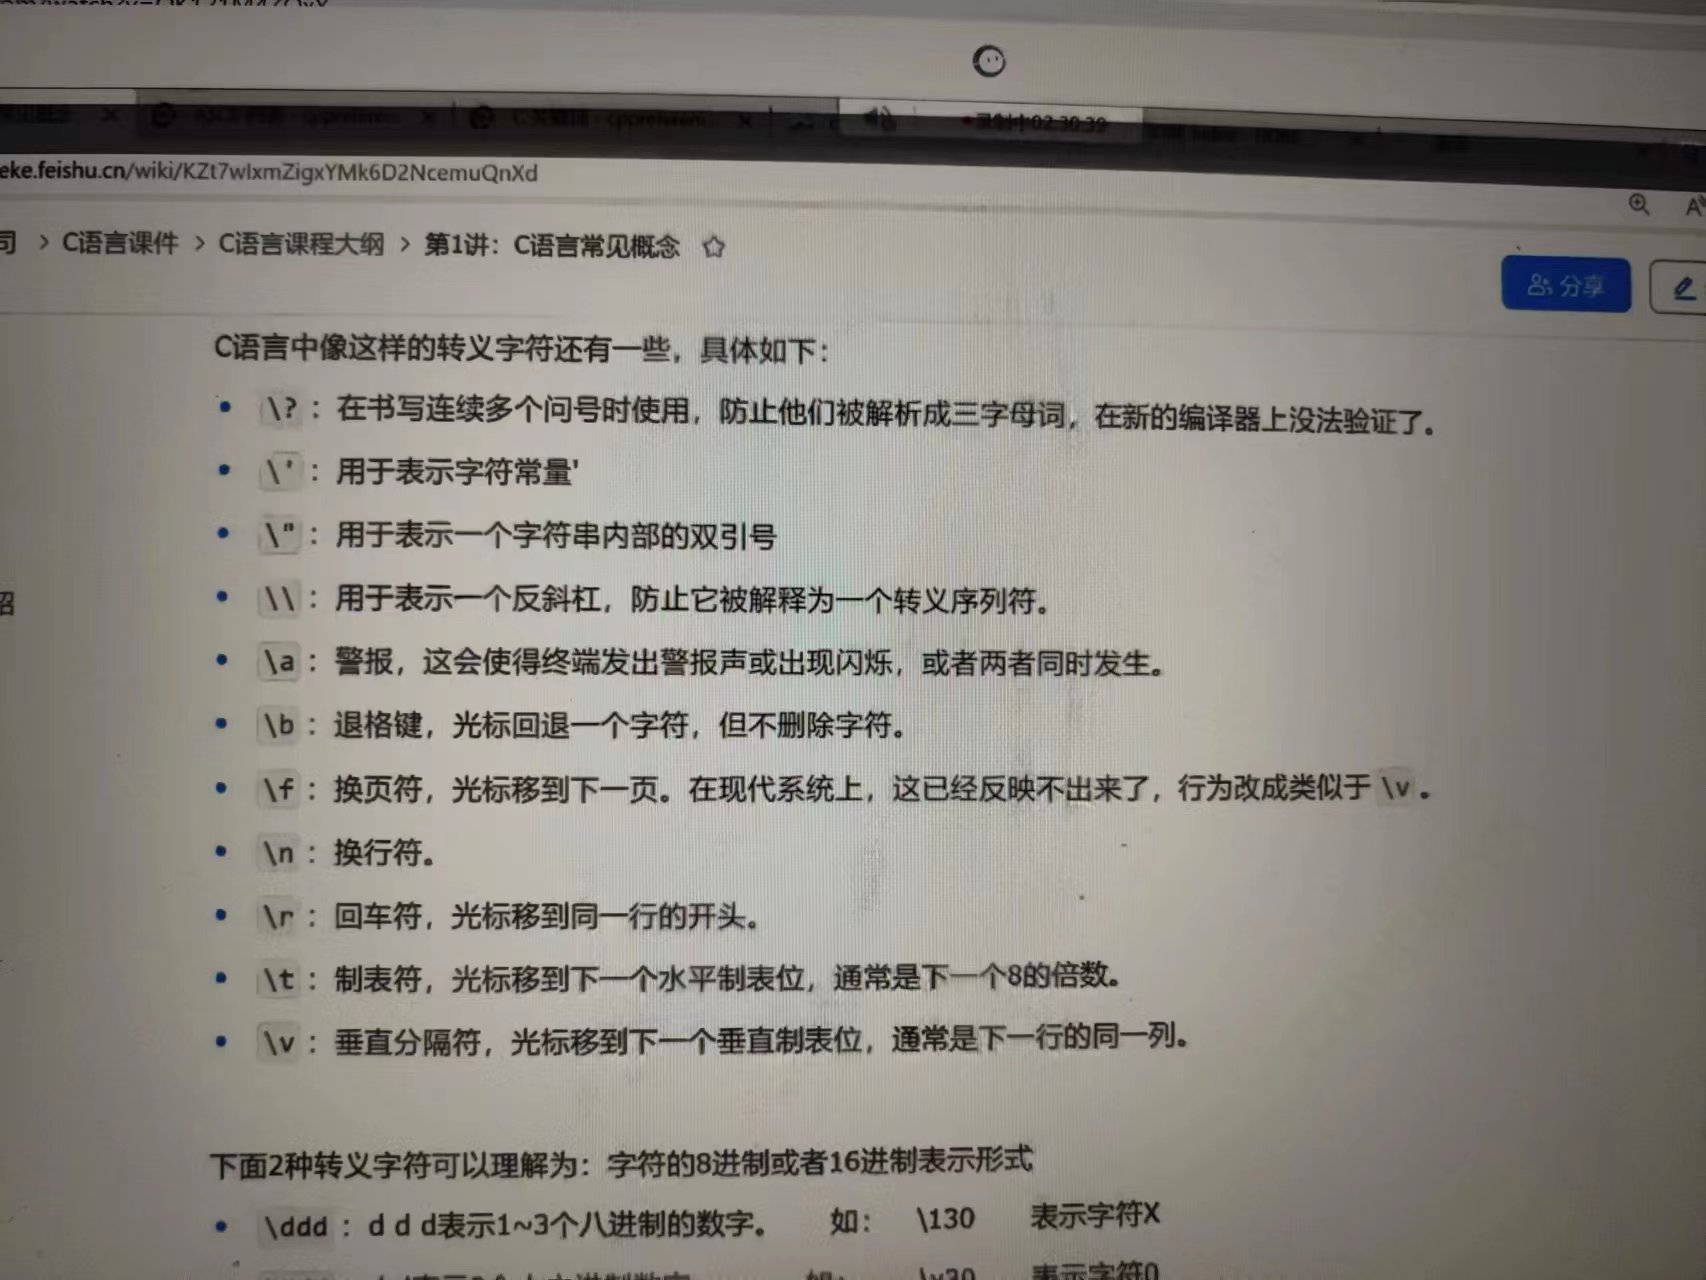 eke.feishu.cn/wiki/KZt7wlxmZigxYMk6D2NcemuQnXd
司 > C语言课件 > C语言课程大纲 > 第1讲：C语言常见概念
分享
C语言中像这样的转义字符还有一些，具体如下：
\?：在书写连续多个问号时使用，防止他们被解析成三字母词，在新的编译器上没法验证了。
\'：用于表示字符常量'
\"：用于表示一个字符串内部的双引号
\\：用于表示一个反斜杠，防止它被解释为一个转义序列符。
\a：警报，这会使得终端发出警报声或出现闪烁，或者两者同时发生。
\b：退格键，光标回退一个字符，但不删除字符。
\f：换页符，光标移到下一页。在现代系统上，这已经反映不出来了，行为改成类似于\v。
\n：换行符。
\r：回车符，光标移到同一行的开头。
\t：制表符，光标移到下一个水平制表位，通常是下一个8的倍数。
\v：垂直分隔符，光标移到下一个垂直制表位，通常是下一行的同一列。
下面2种转义字符可以理解为：字符的8进制或者16进制表示形式
\ddd：d d d表示1~3个八进制的数字。 如： \130 表示字符X
表示字符0